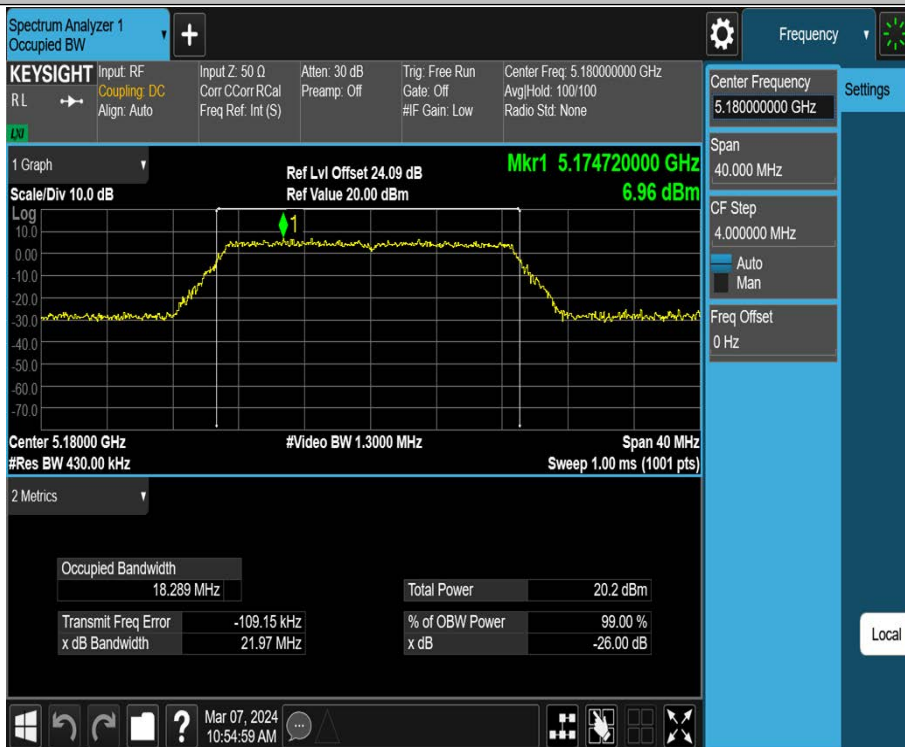 Spectrum Analyzer 1
Occupied BW
+
Frequency
KEYSIGHT
Input: RF
Coupling: DC
Align: Auto
Input Z: 50 Ω
Corr CCorr RCal
Freq Ref: Int (S)
Atten: 30 dB
Preamp: Off
Trig: Free Run
Gate: Off
#IF Gain: Low
Center Freq: 5.180000000 GHz
Avg|Hold: 100/100
Radio Std: None
R L
LXI
Center Frequency
5.180000000 GHz
Settings
Span
40.000 MHz
CF Step
4.000000 MHz
Auto
Man
Freq Offset
0 Hz
1 Graph
Scale/Div 10.0 dB
Ref Lvl Offset 24.09 dB
Ref Value 20.00 dBm
Mkr1 5.174720000 GHz
6.96 dBm
Log
1
10.0
0.00
-10.0
-20.0
-30.0
-40.0
-50.0
-60.0
-70.0
Center 5.18000 GHz
#Video BW 1.3000 MHz
Span 40 MHz
#Res BW 430.00 kHz
Sweep 1.00 ms (1001 pts)
2 Metrics
Occupied Bandwidth
18.289 MHz
Total Power 20.2 dBm
Transmit Freq Error -109.15 kHz
% of OBW Power 99.00 %
x dB Bandwidth 21.97 MHz
x dB -26.00 dB
Local
?
Mar 07, 2024
10:54:59 AM